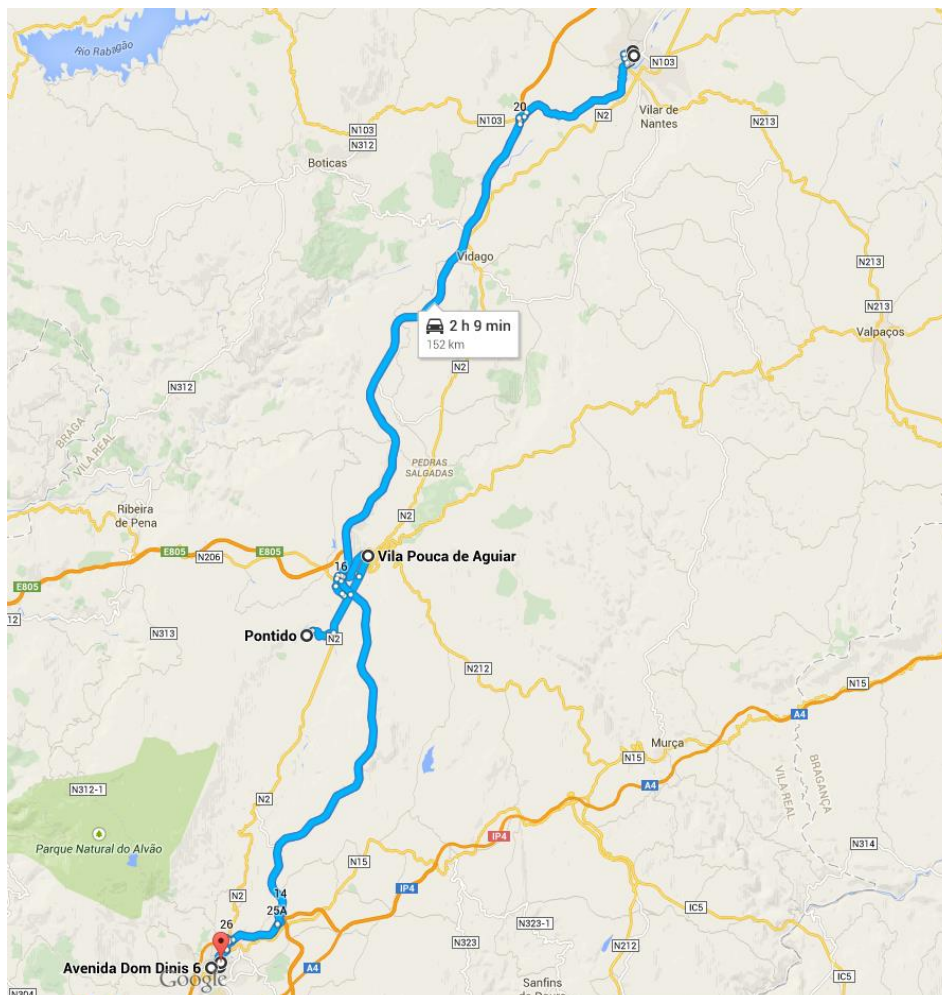 Rio Rabagão
N103
20
N103
N2
Vilar de
Nantes
N213
N103
N312
Boticas
N213
Vidago
N213
2 h 9 min
152 km
Valpaços
N2
N312
BRAGA
VILA REAL
PEDRAS
SALGADAS
Ribeira
de Pena
N2
E805
N206
E805
16
Vila Pouca de Aguiar
E805
12
N313
Pontido
N2
N212
N15
A4
Murça
N15
A4
VILA REAL
BRAGANÇA
N312-1
N2
IP4
Parque Natural do Alvão
N314
N15
N2
14
IP4
25A
26
IC5
N323-1
N323
N212
Avenida Dom Dinis 6
Google
A4
IC5
Sanfins
do Douro
N304